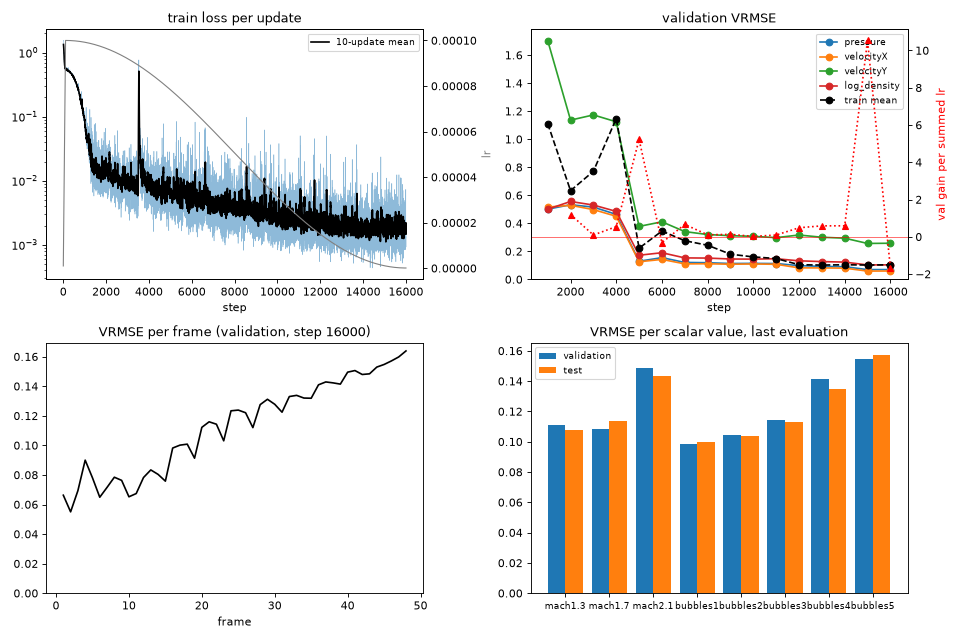 train loss per update
10-update mean
10⁰
10⁻¹
10⁻²
10⁻³
0.00010
0.00008
0.00006
0.00004
0.00002
0.00000
lr
0 2000 4000 6000 8000 10000 12000 14000 16000
step
validation VRMSE
pressure
velocityX
velocityY
log_density
train mean
1.6
1.4
1.2
1.0
0.8
0.6
0.4
0.2
0.0
10
8
6
4
2
0
−2
val gain per summed lr
2000 4000 6000 8000 10000 12000 14000 16000
step
VRMSE per frame (validation, step 16000)
0.16
0.14
0.12
0.10
0.08
0.06
0.04
0.02
0.00
0 10 20 30 40 50
frame
VRMSE per scalar value, last evaluation
validation
test
0.16
0.14
0.12
0.10
0.08
0.06
0.04
0.02
0.00
mach1.3 mach1.7 mach2.1 bubbles1 bubbles2 bubbles3 bubbles4 bubbles5